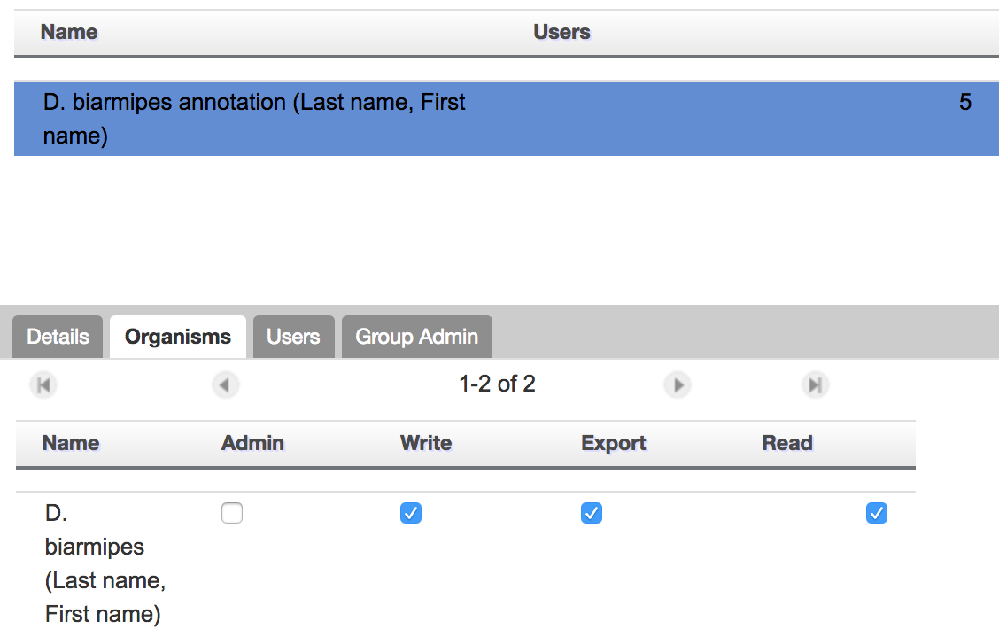 Name Users
D. biarmipes annotation (Last name, First 5
name)
Details Organisms Users Group Admin
1-2 of 2
Name Admin Write Export Read
D.
biarmipes
(Last name,
First name)